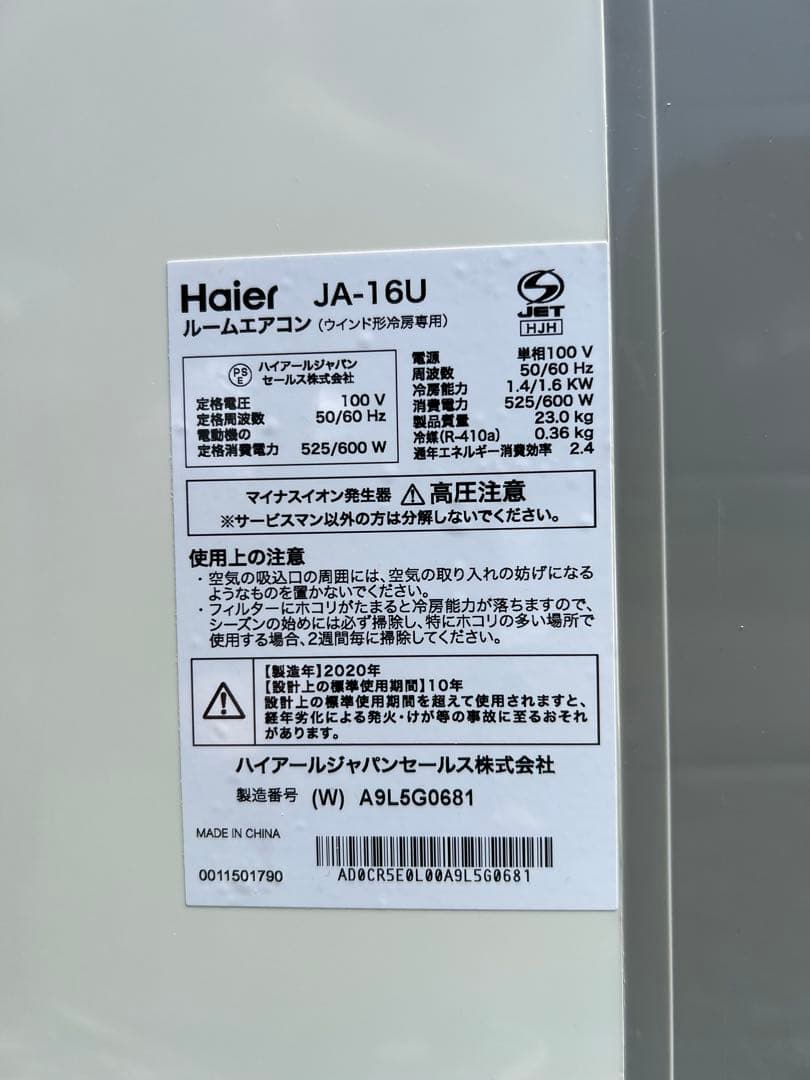 Haier JA-16U
ルームエアコン (ウインド形冷房専用)
JET
HJH
PSE ハイアールジャパン
セールス株式会社
定格電圧 100 V
定格周波数 50/60 Hz
電動機の
定格消費電力 525/600 W
電源 単相100 V
周波数 50/60 Hz
冷房能力 1.4/1.6 KW
消費電力 525/600 W
製品質量 23.0 kg
冷媒(R-410a) 0.36 kg
通年エネルギー消費効率 2.4
マイナスイオン発生器 ⚠高圧注意
※サービスマン以外の方は分解しないでください。
使用上の注意
・空気の吸込口の周囲には、空気の取り入れの妨げになる
ようなものを置かないでください。
・フィルターにホコリがたまると冷房能力が落ちますので、
シーズンの始めには必ず掃除し、特にホコリの多い場所で
使用する場合、2週間毎に掃除してください。
【製造年】2020年
【設計上の標準使用期間】10年
設計上の標準使用期間を超えて使用されますと、
経年劣化による発火・けが等の事故に至るおそれ
があります。
ハイアールジャパンセールス株式会社
製造番号 (W) A9L5G0681
MADE IN CHINA
0011501790
AD0CR5E0L00A9L5G0681